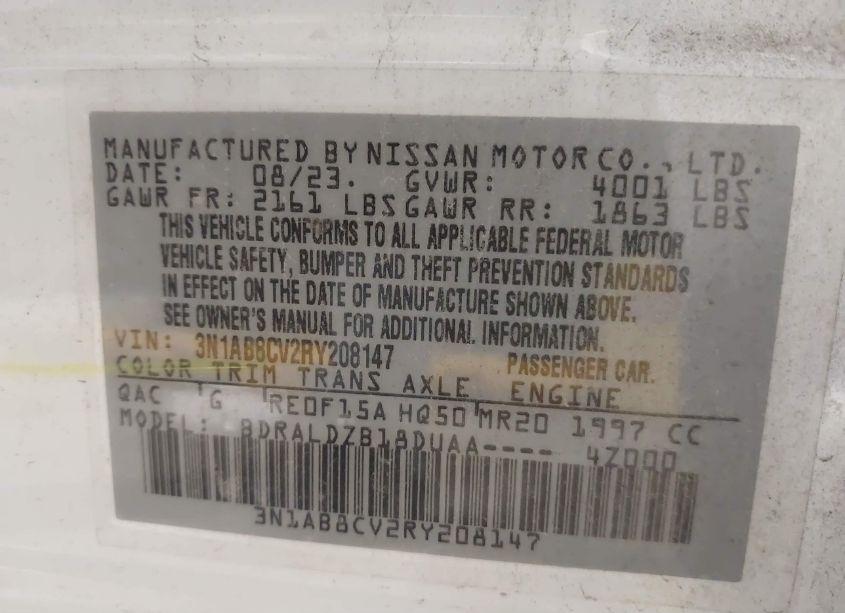 MANUFACTURED BY NISSAN MOTOR CO., LTD.
DATE: 08/23. GVWR: 4001 LBS
GAWR FR: 2161 LBS GAWR RR: 1863 LBS
THIS VEHICLE CONFORMS TO ALL APPLICABLE FEDERAL MOTOR
VEHICLE SAFETY, BUMPER AND THEFT PREVENTION STANDARDS
IN EFFECT ON THE DATE OF MANUFACTURE SHOWN ABOVE.
SEE OWNER'S MANUAL FOR ADDITIONAL INFORMATION.
VIN: 3N1AB8CV2RY208147 PASSENGER CAR.
COLOR TRIM TRANS AXLE ENGINE
QAC G RE0F15A HQ50 MR20 1997 CC
MODEL: BDRALDZB18DUAA---- 4Z000
3N1AB8CV2RY208147